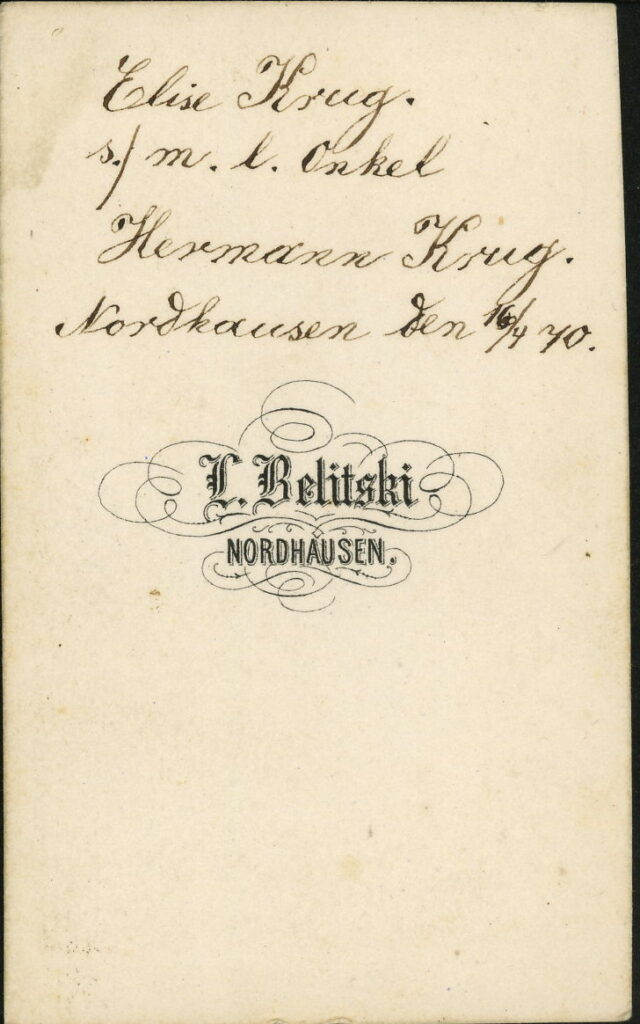 Elise Krug.
s./ m. l. Onkel
Hermann Krug.
Nordhausen den 16/4 70.
L. Belitski
NORDHAUSEN.